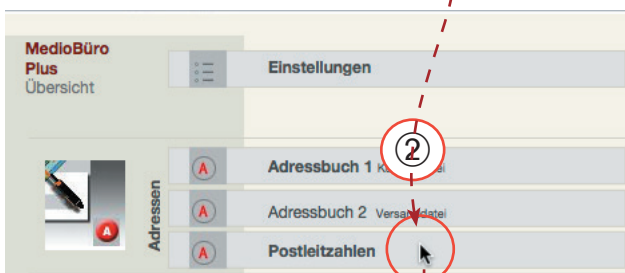 MedioBüro
Plus
Übersicht
Einstellungen
②
Adressen
A
Adressbuch 1
A
Adressbuch 2 Versanddatei
A
Postleitzahlen
A